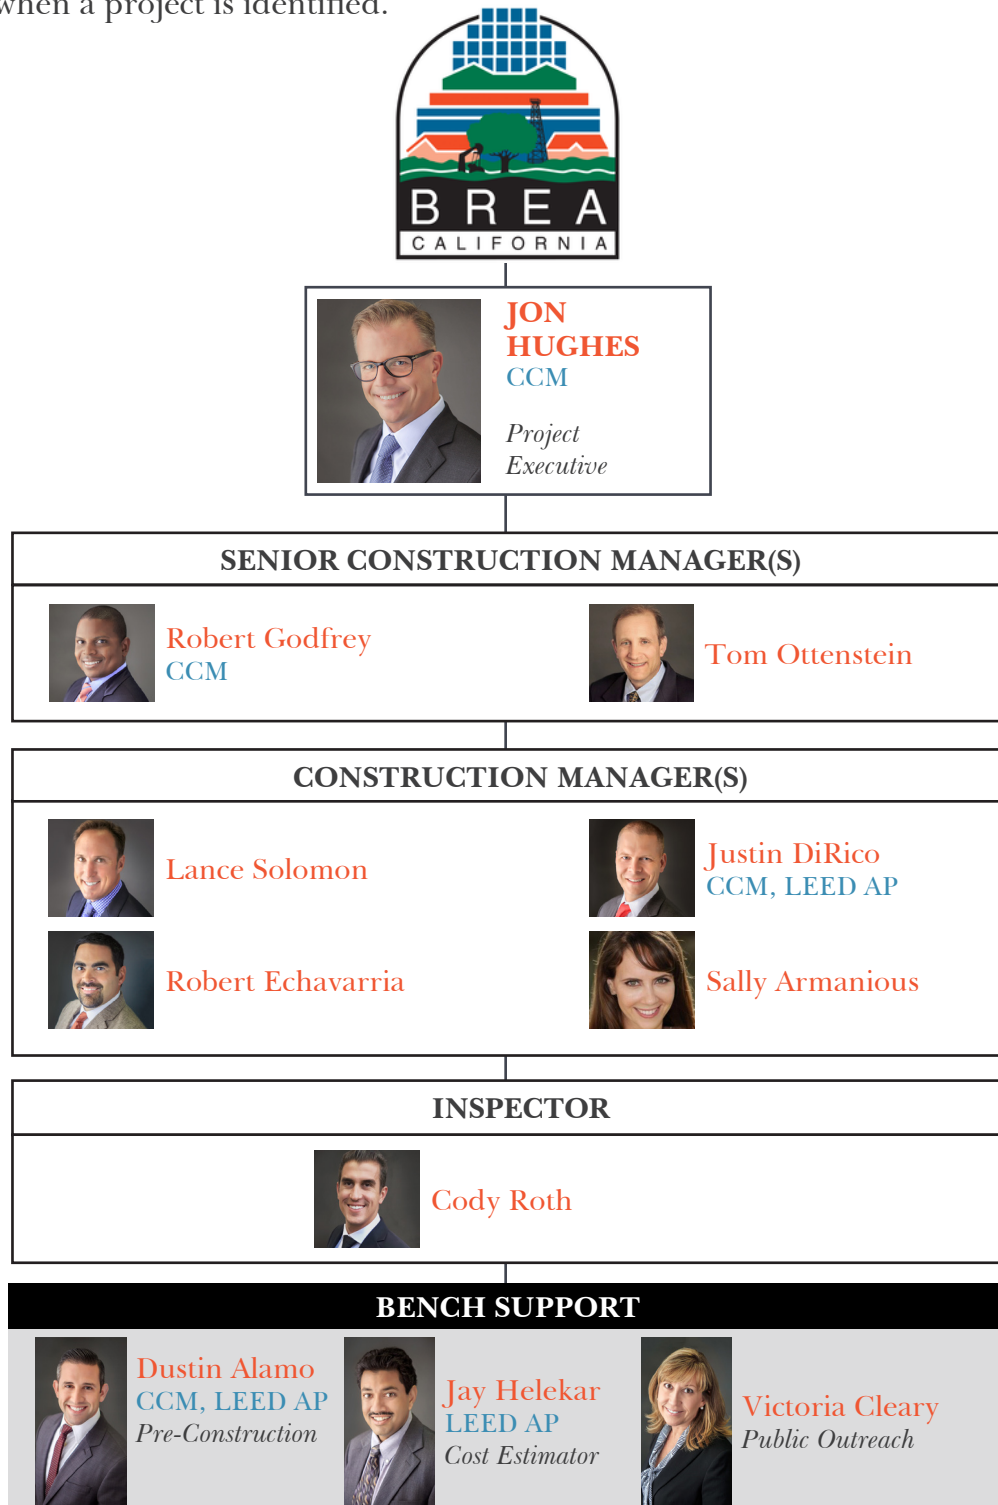 when a project is identified.
BREA
CALIFORNIA
JON
HUGHES
CCM
Project
Executive
SENIOR CONSTRUCTION MANAGER(S)
Robert Godfrey
CCM
Tom Ottenstein
CONSTRUCTION MANAGER(S)
Lance Solomon
Justin DiRico
CCM, LEED AP
Robert Echavarria
Sally Armanious
INSPECTOR
Cody Roth
BENCH SUPPORT
Dustin Alamo
CCM, LEED AP
Pre-Construction
Jay Helekar
LEED AP
Cost Estimator
Victoria Cleary
Public Outreach